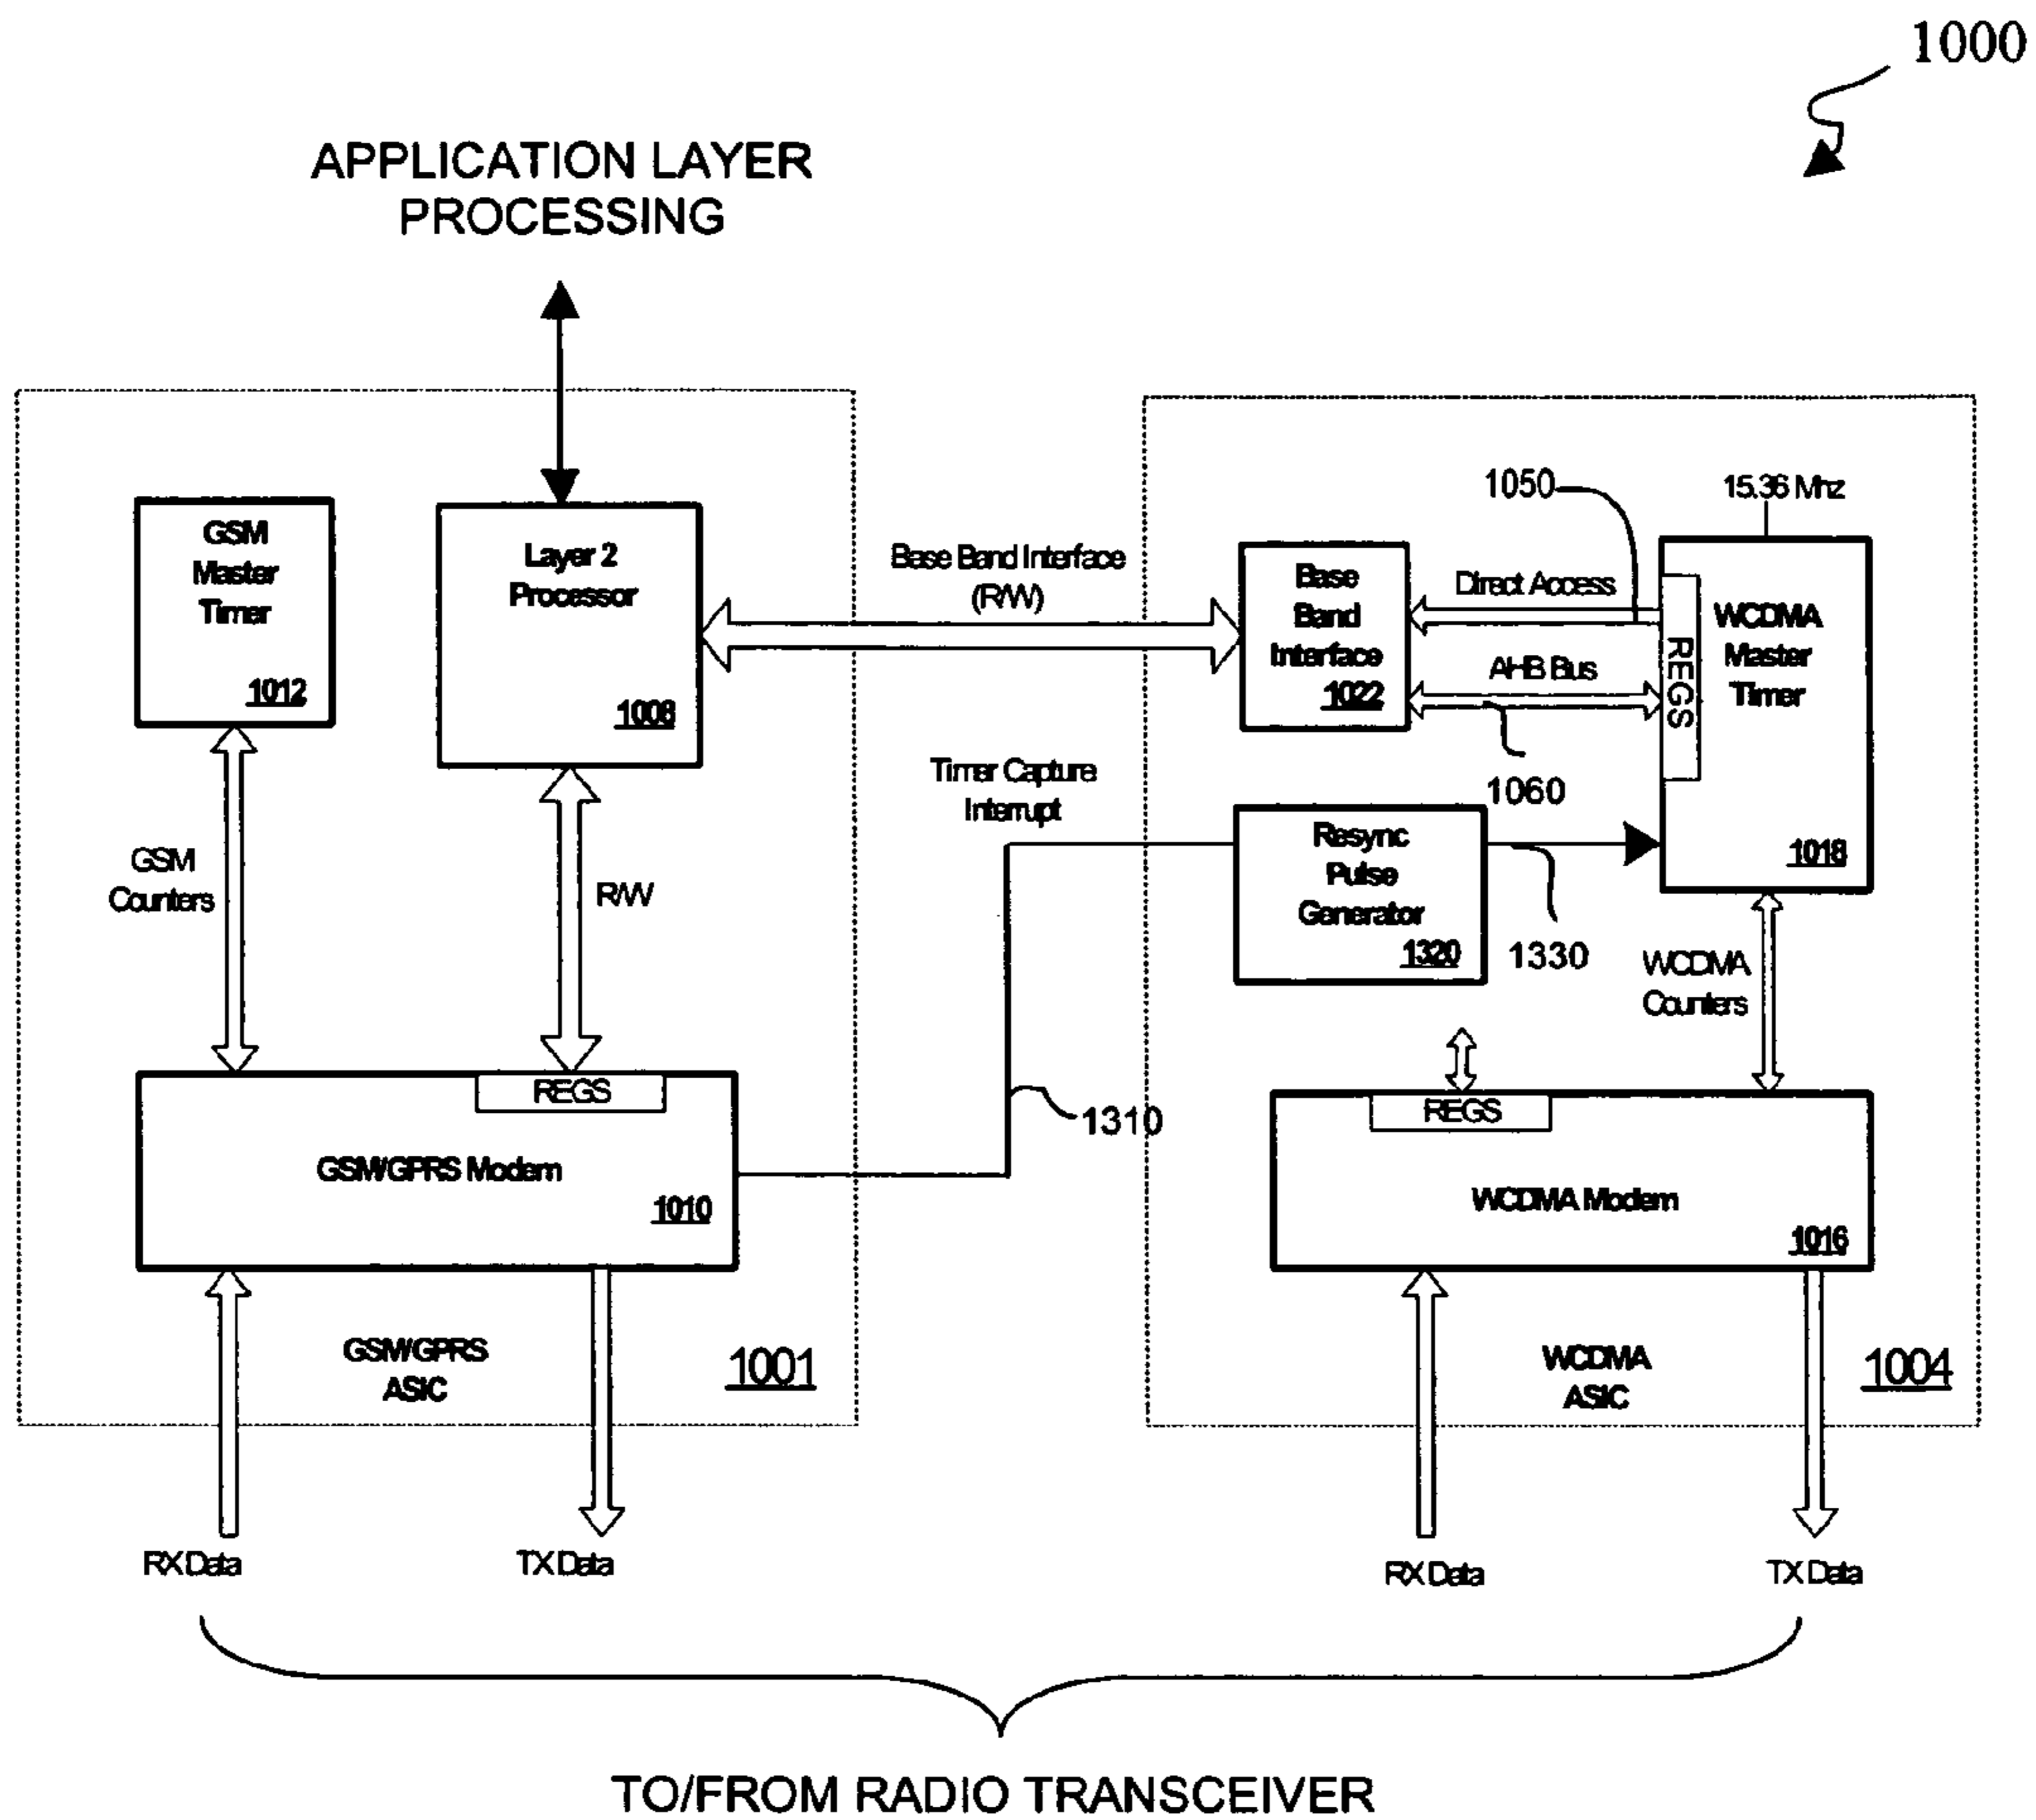 1000
APPLICATION LAYER
PROCESSING
GSM
Master
Timer
1012
Layer 2
Processor
1008
Base Band Interface
(R/W)
Base
Band
Interface
1022
1050
Direct Access
AHB Bus
1060
15.36 Mhz
REGS
WCDMA
Master
Timer
1018
Timer Capture
Interrupt
Resync
Pulse
Generator
1320
1330
GSM
Counters
R/W
WCDMA
Counters
REGS
GSM/GPRS Modem
1010
1310
REGS
WCDMA Modem
1016
GSM/GPRS
ASIC
1001
WCDMA
ASIC
1004
RX Data
TX Data
RX Data
TX Data
TO/FROM RADIO TRANSCEIVER